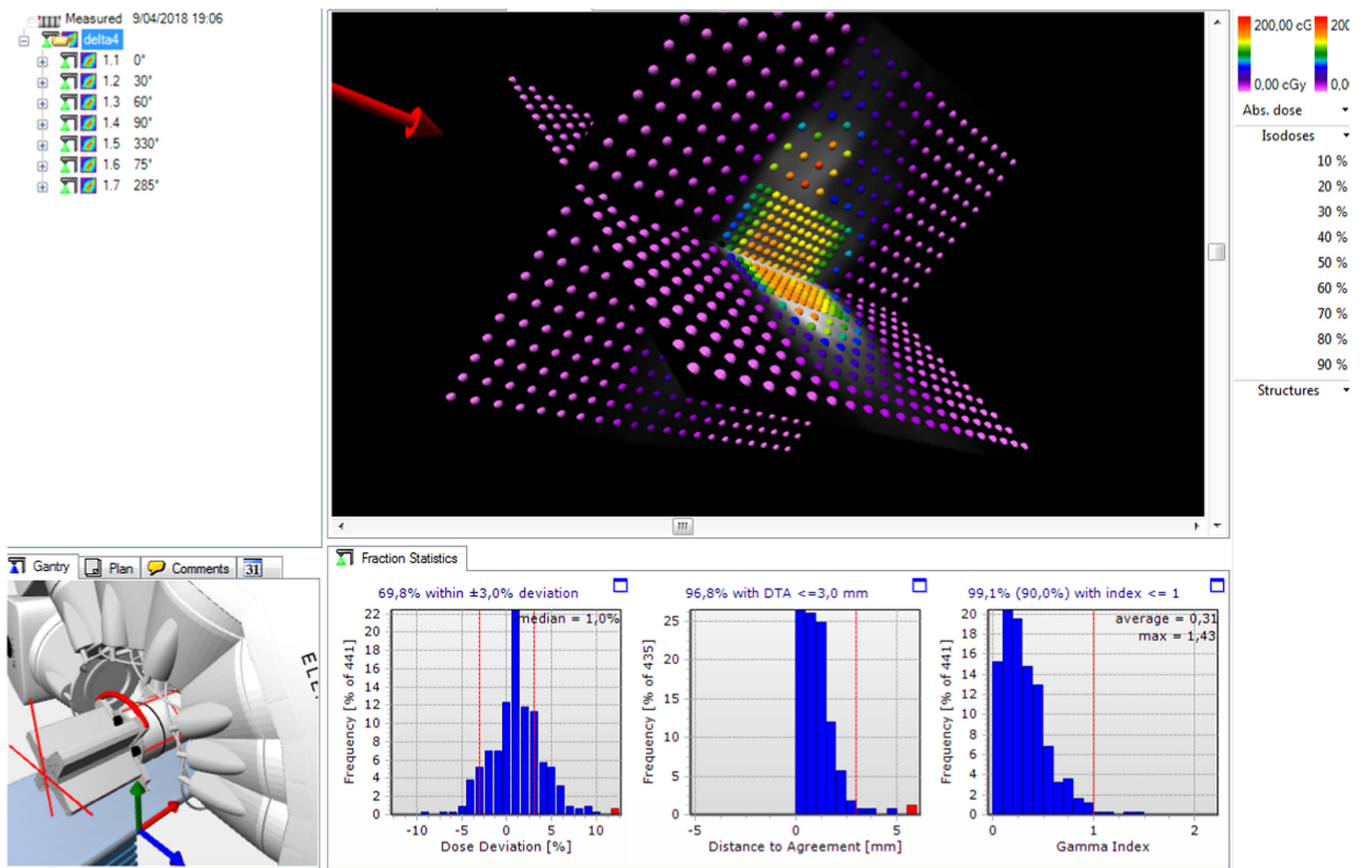 Measured 9/04/2018 19:06
delta4
1.1 0°
1.2 30°
1.3 60°
1.4 90°
1.5 330°
1.6 75°
1.7 285°
200,00 cG 200
0,00 cGy 0,0
Abs. dose
Isodoses
10 %
20 %
30 %
40 %
50 %
60 %
70 %
80 %
90 %
Structures
Gantry Plan Comments 31
ELE
Fraction Statistics
69,8% within ±3,0% deviation
median = 1,0%
Frequency [% of 441]
22
20
18
16
14
12
10
8
6
4
2
0
-10 -5 0 5 10
Dose Deviation [%]
96,8% with DTA <=3,0 mm
Frequency [% of 435]
25
20
15
10
5
0
-5 0 5
Distance to Agreement [mm]
99,1% (90,0%) with index <= 1
average = 0,31
max = 1,43
Frequency [% of 441]
20
18
16
14
12
10
8
6
4
2
0
0 1 2
Gamma Index